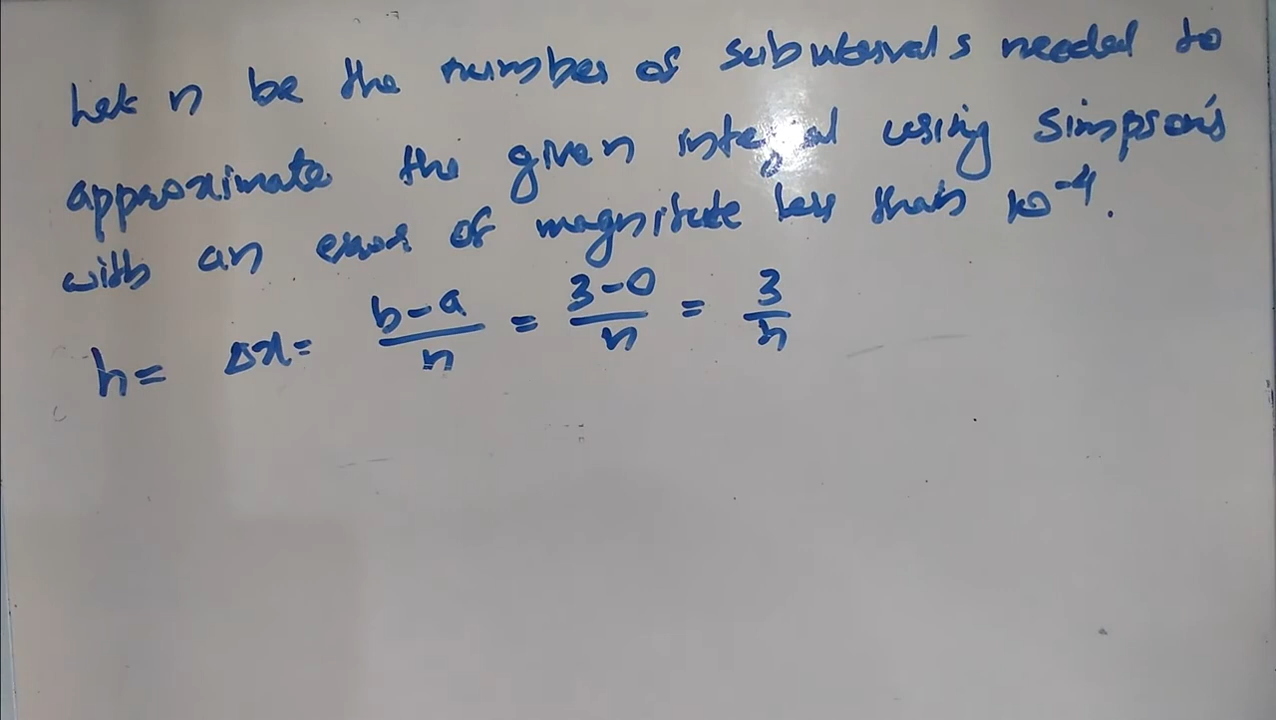 Let n be the number of subintervals needed to
approximate the given integral using Simpson's
with an error of magnitute less than 10^-4.
h = Δx = b-a/n = 3-0/n = 3/n